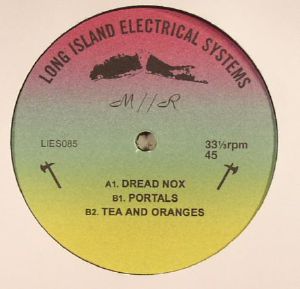 LONG ISLAND ELECTRICAL SYSTEMS
M//R
LIES085
33⅓rpm
45
A1. DREAD NOX
B1. PORTALS
B2. TEA AND ORANGES